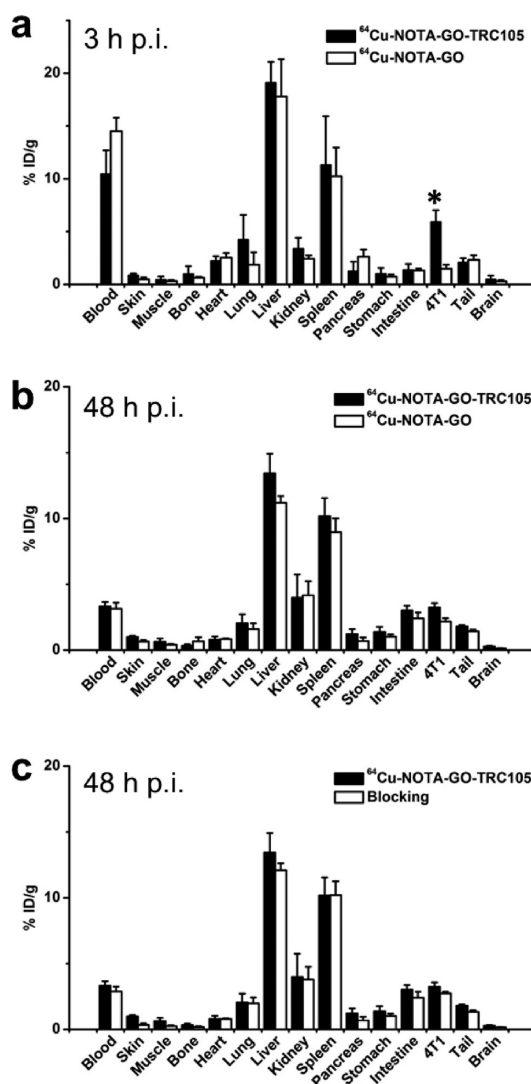 a
3 h p.i.
⁶⁴Cu-NOTA-GO-TRC105
⁶⁴Cu-NOTA-GO
% ID/g
20
10
0
*
Blood
Skin
Muscle
Bone
Heart
Lung
Liver
Kidney
Spleen
Pancreas
Stomach
Intestine
4T1
Tail
Brain
b
48 h p.i.
⁶⁴Cu-NOTA-GO-TRC105
⁶⁴Cu-NOTA-GO
% ID/g
20
10
0
Blood
Skin
Muscle
Bone
Heart
Lung
Liver
Kidney
Spleen
Pancreas
Stomach
Intestine
4T1
Tail
Brain
c
48 h p.i.
⁶⁴Cu-NOTA-GO-TRC105
Blocking
% ID/g
20
10
0
Blood
Skin
Muscle
Bone
Heart
Lung
Liver
Kidney
Spleen
Pancreas
Stomach
Intestine
4T1
Tail
Brain